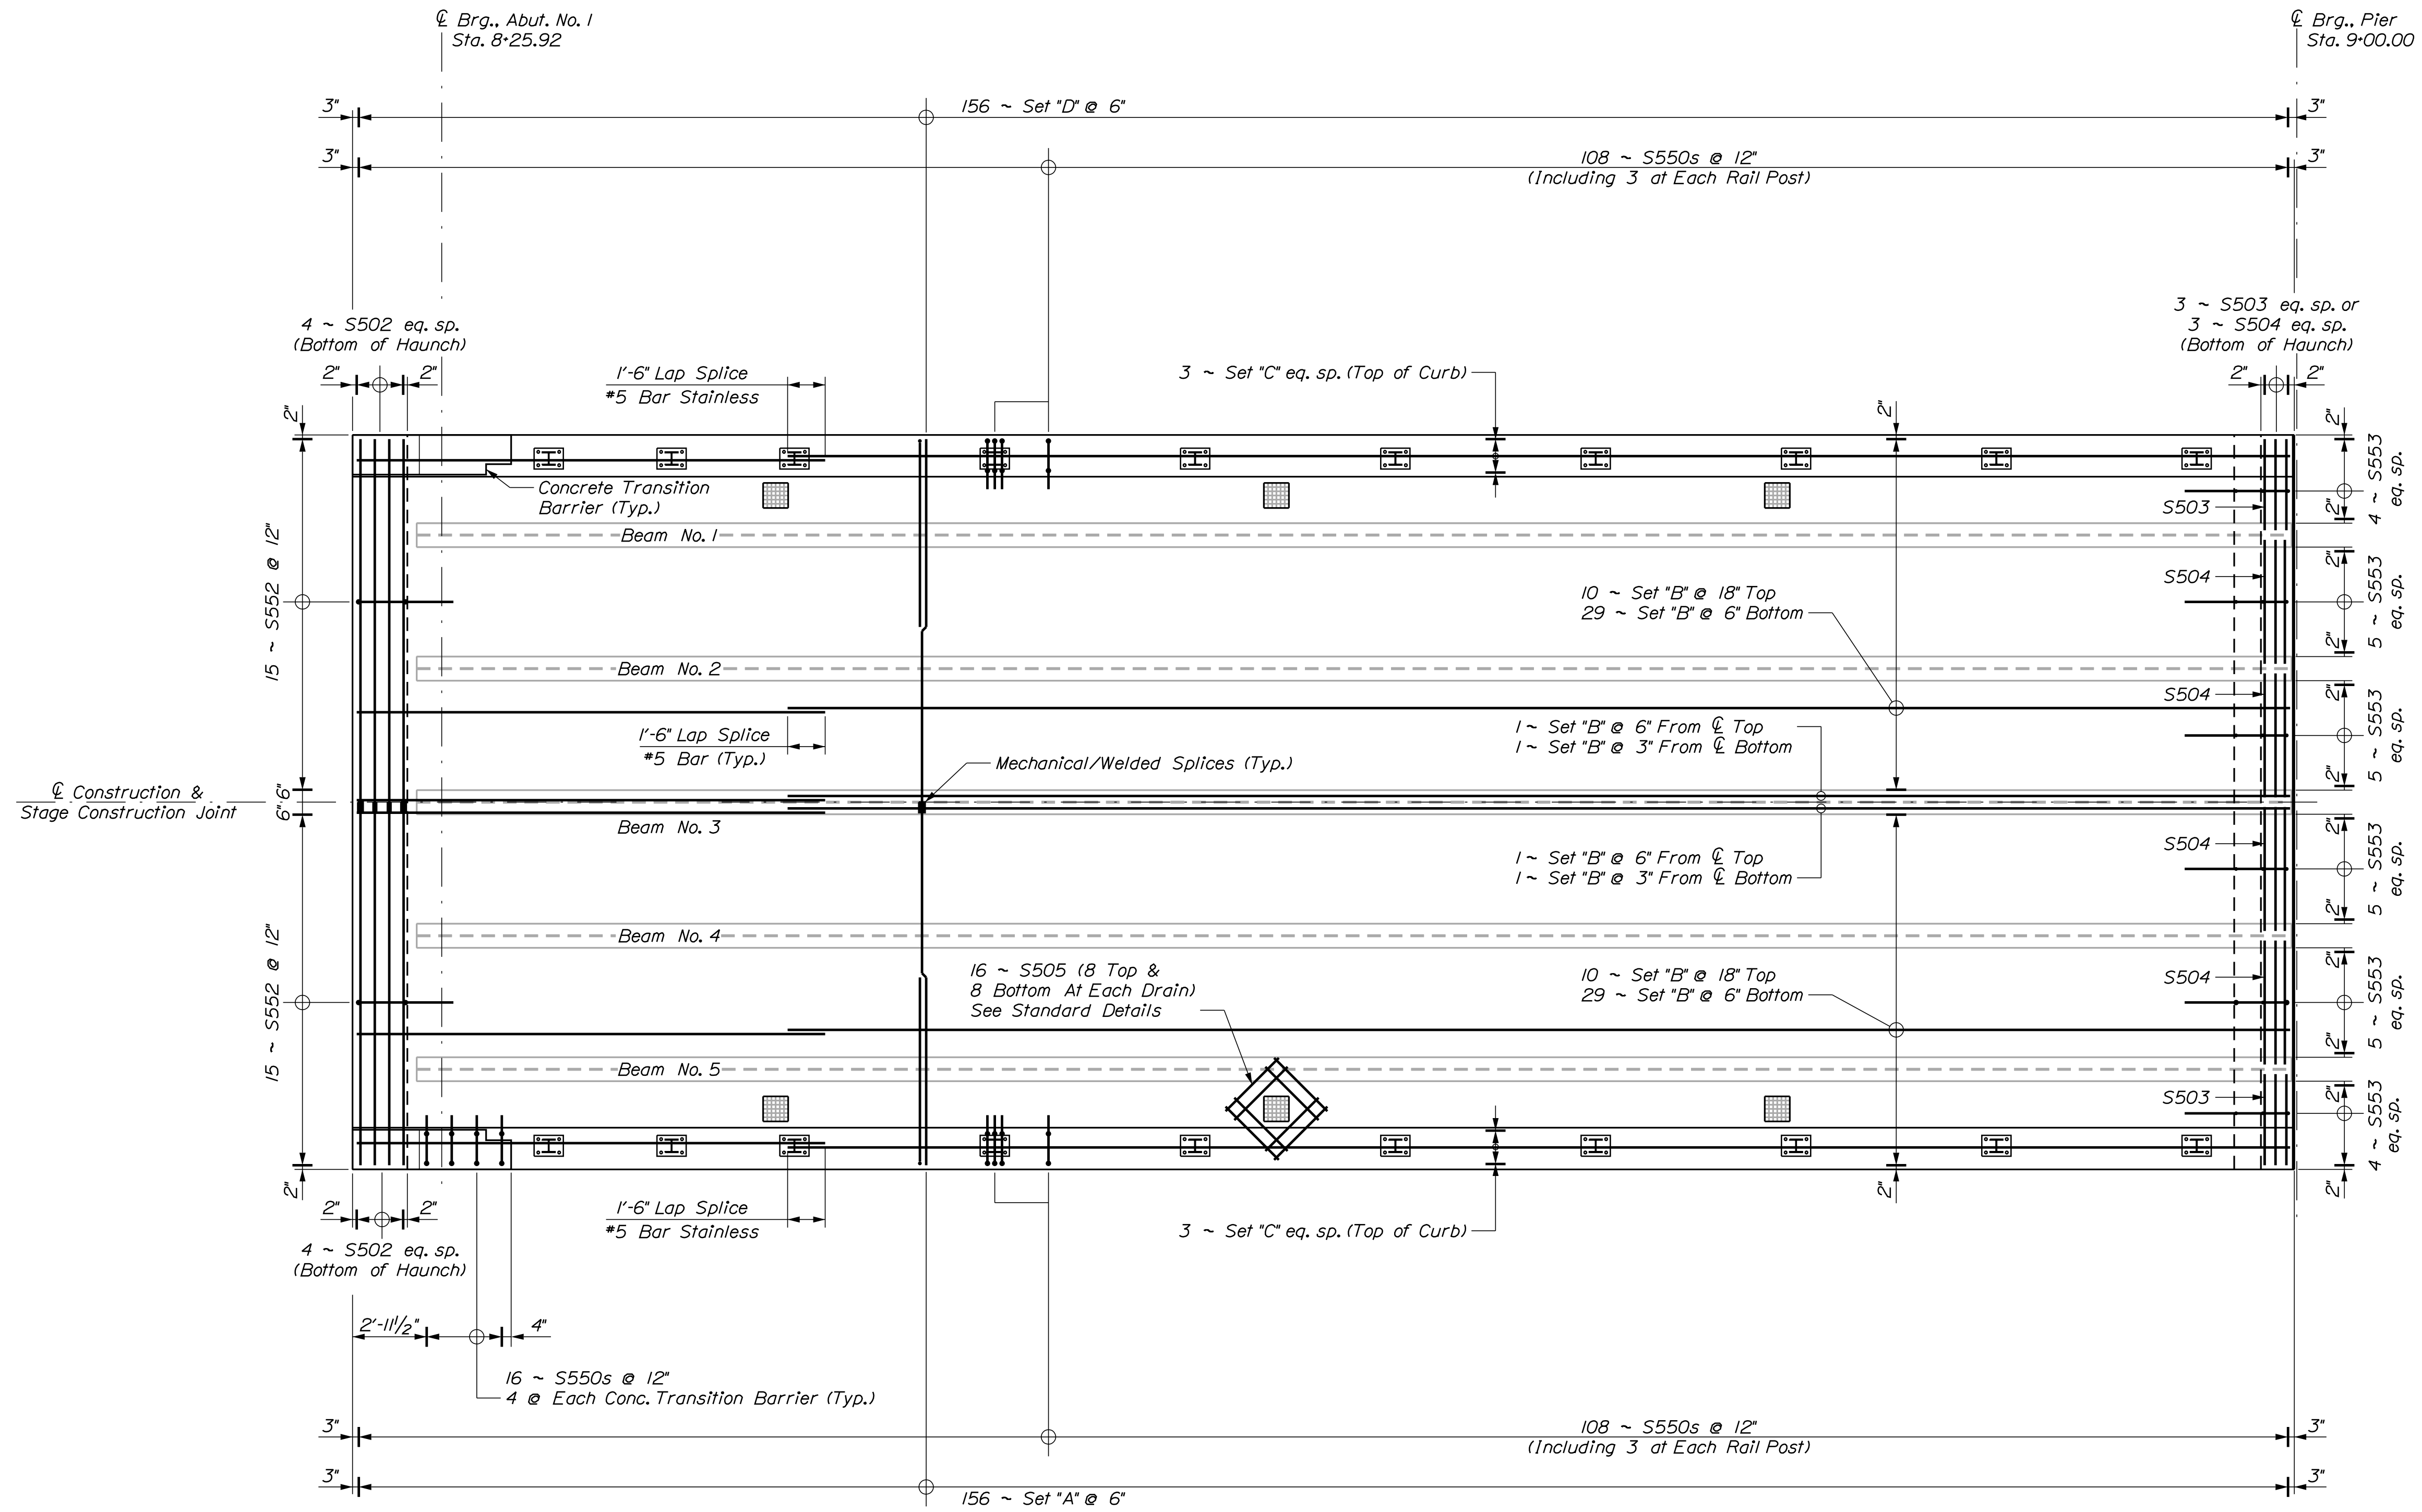 ℄ Brg., Abut. No. 1
Sta. 8+25.92
℄ Brg., Pier
Sta. 9+00.00
3"
156 ~ Set "D" @ 6"
3"
3"
108 ~ S550s @ 12"
(Including 3 at Each Rail Post)
3"
4 ~ S502 eq. sp.
(Bottom of Haunch)
3 ~ S503 eq. sp. or
3 ~ S504 eq. sp.
(Bottom of Haunch)
2"
2"
1'-6" Lap Splice
#5 Bar Stainless
3 ~ Set "C" eq. sp. (Top of Curb)
2"
2"
2"
2"
2"
Concrete Transition
Barrier (Typ.)
S503
2"
4 ~ S553
eq. sp.
15 ~ S552 @ 12"
Beam No. 1
2"
S504
5 ~ S553
eq. sp.
10 ~ Set "B" @ 18" Top
29 ~ Set "B" @ 6" Bottom
2"
Beam No. 2
2"
S504
5 ~ S553
eq. sp.
1'-6" Lap Splice
#5 Bar (Typ.)
1 ~ Set "B" @ 6" From ℄ Top
1 ~ Set "B" @ 3" From ℄ Bottom
2"
Mechanical/Welded Splices (Typ.)
℄ Construction &
Stage Construction Joint
6"
6"
Beam No. 3
2"
S504
5 ~ S553
eq. sp.
1 ~ Set "B" @ 6" From ℄ Top
1 ~ Set "B" @ 3" From ℄ Bottom
2"
15 ~ S552 @ 12"
Beam No. 4
2"
S504
5 ~ S553
eq. sp.
16 ~ S505 (8 Top &
8 Bottom At Each Drain)
See Standard Details
10 ~ Set "B" @ 18" Top
29 ~ Set "B" @ 6" Bottom
2"
Beam No. 5
2"
S503
4 ~ S553
eq. sp.
2"
2"
2"
2"
2"
1'-6" Lap Splice
#5 Bar Stainless
3 ~ Set "C" eq. sp. (Top of Curb)
4 ~ S502 eq. sp.
(Bottom of Haunch)
2'-11½"
4"
16 ~ S550s @ 12"
4 @ Each Conc. Transition Barrier (Typ.)
3"
108 ~ S550s @ 12"
(Including 3 at Each Rail Post)
3"
3"
156 ~ Set "A" @ 6"
3"